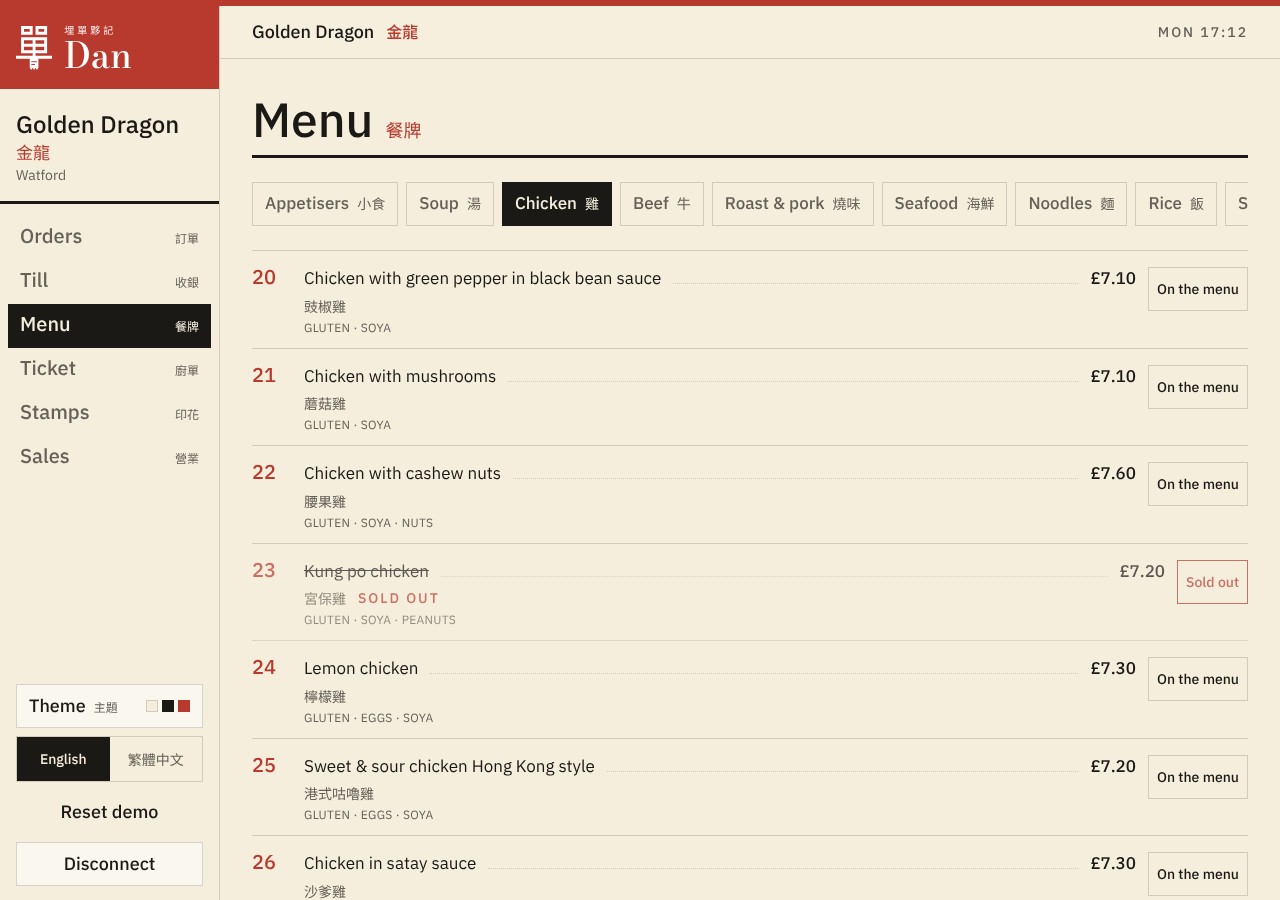 單 埋單夥記
Dan
Golden Dragon
金龍
Watford
Orders 訂單
Till 收銀
Menu 餐牌
Ticket 廚單
Stamps 印花
Sales 營業
Theme 主題
English 繁體中文
Reset demo
Disconnect
Golden Dragon 金龍 MON 17:12
Menu 餐牌
Appetisers 小食 Soup 湯 Chicken 雞 Beef 牛 Roast & pork 燒味 Seafood 海鮮 Noodles 麵 Rice 飯 S
20 Chicken with green pepper in black bean sauce £7.10 On the menu
豉椒雞
GLUTEN · SOYA
21 Chicken with mushrooms £7.10 On the menu
蘑菇雞
GLUTEN · SOYA
22 Chicken with cashew nuts £7.60 On the menu
腰果雞
GLUTEN · SOYA · NUTS
23 Kung po chicken £7.20 Sold out
宮保雞 SOLD OUT
GLUTEN · SOYA · PEANUTS
24 Lemon chicken £7.30 On the menu
檸檬雞
GLUTEN · EGGS · SOYA
25 Sweet & sour chicken Hong Kong style £7.20 On the menu
港式咕嚕雞
GLUTEN · EGGS · SOYA
26 Chicken in satay sauce £7.30 On the menu
沙爹雞